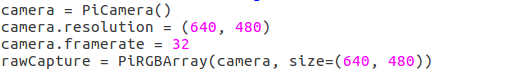 camera = PiCamera()
camera.resolution = (640, 480)
camera.framerate = 32
rawCapture = PiRGBArray(camera, size=(640, 480))